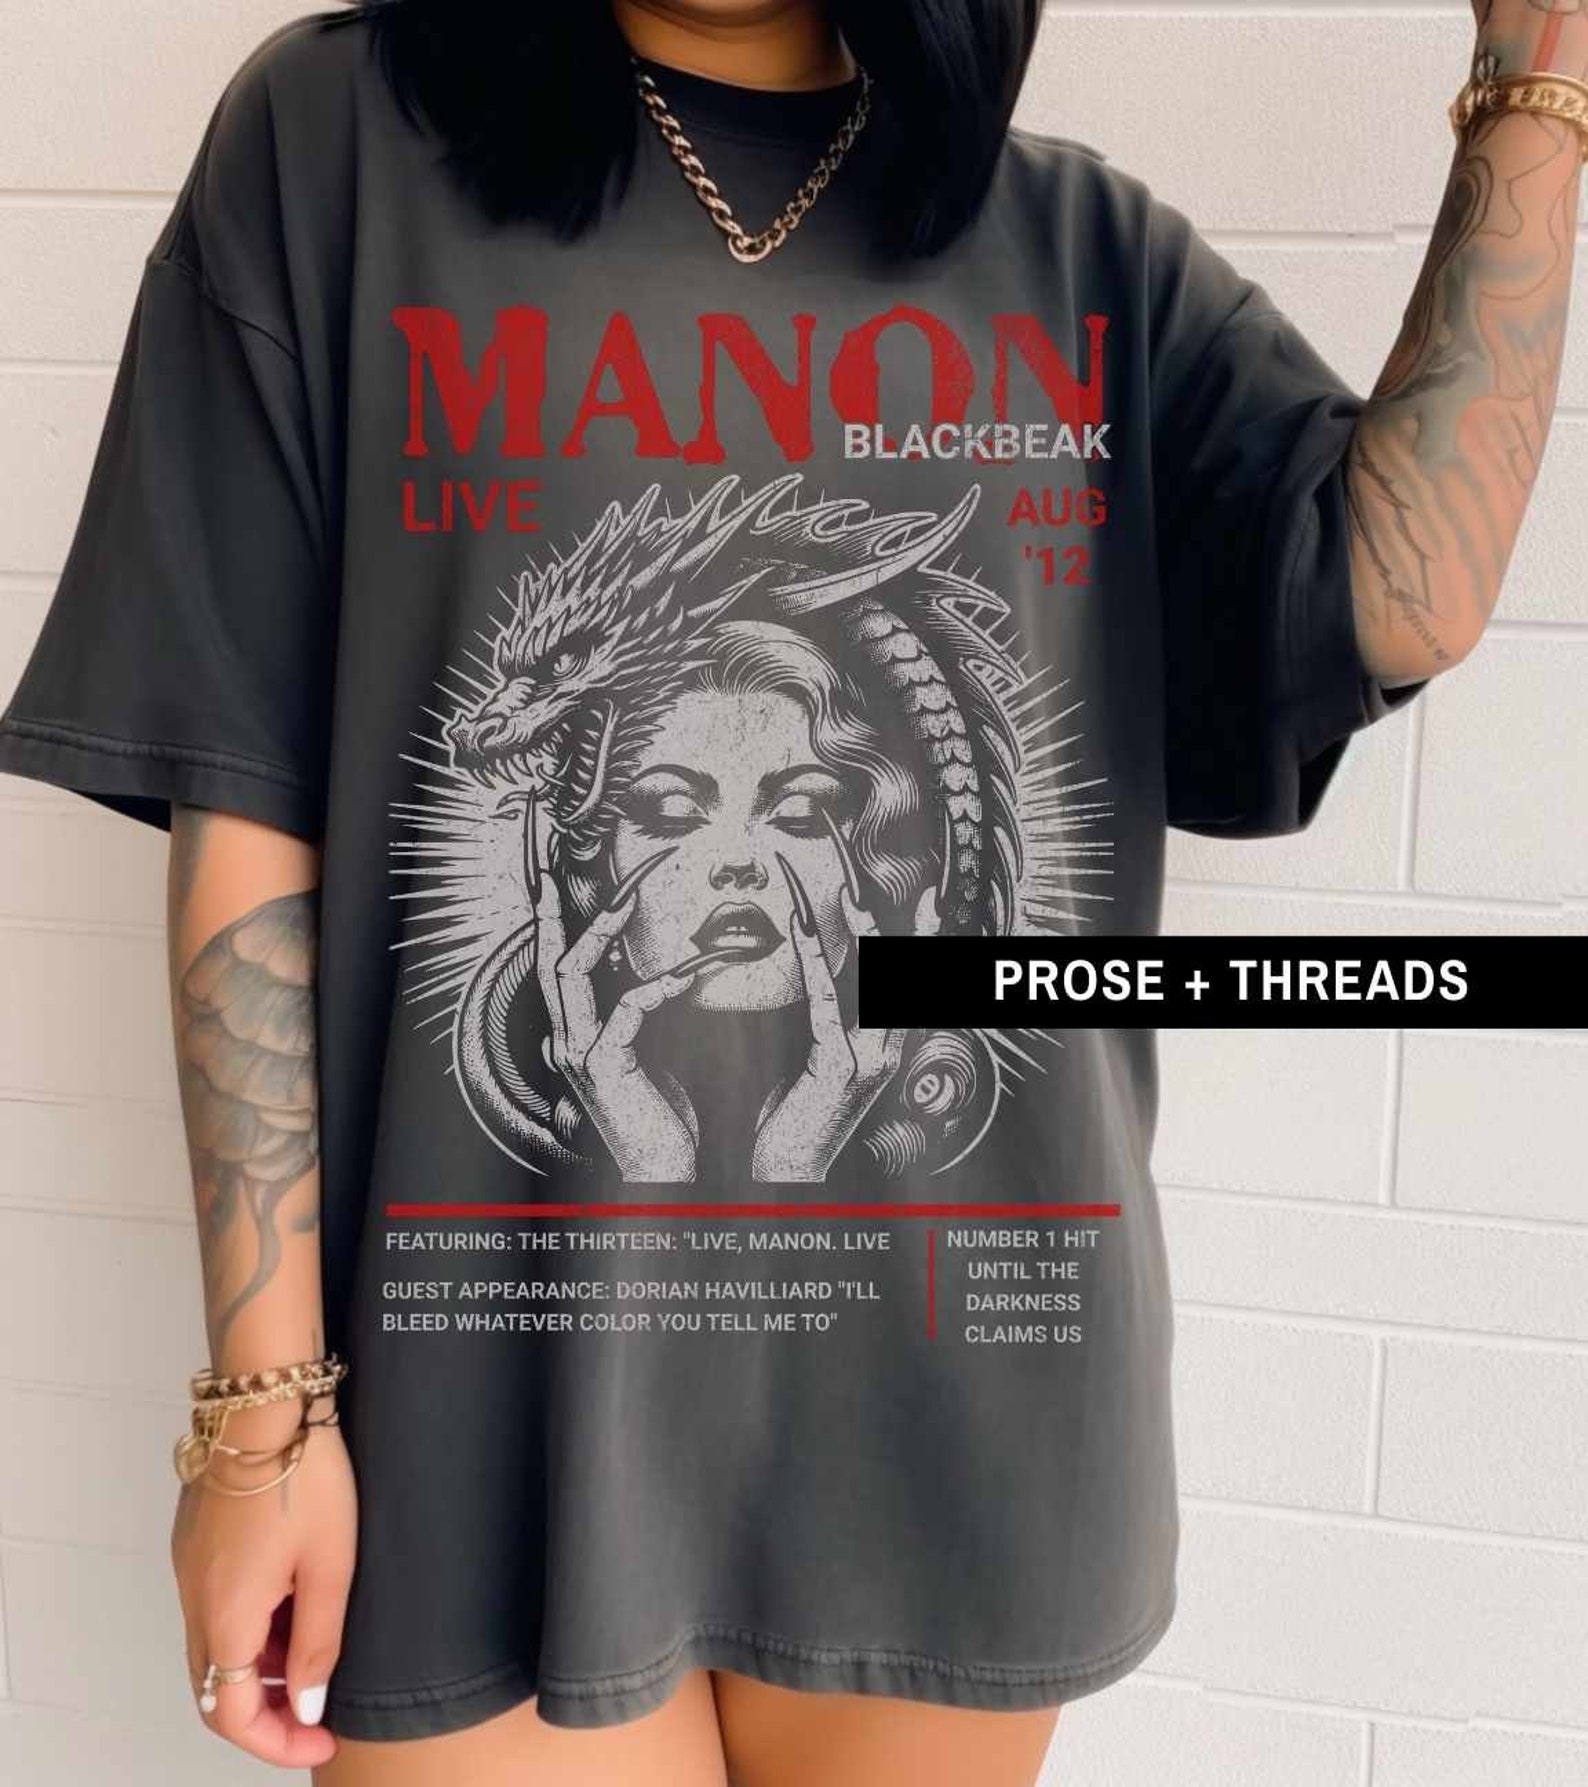 MANON
BLACKBEAK
LIVE
AUG
'12
PROSE + THREADS
FEATURING: THE THIRTEEN: "LIVE, MANON. LIVE
GUEST APPEARANCE: DORIAN HAVILLIARD "I'LL
BLEED WHATEVER COLOR YOU TELL ME TO"
NUMBER 1 HIT
UNTIL THE
DARKNESS
CLAIMS US